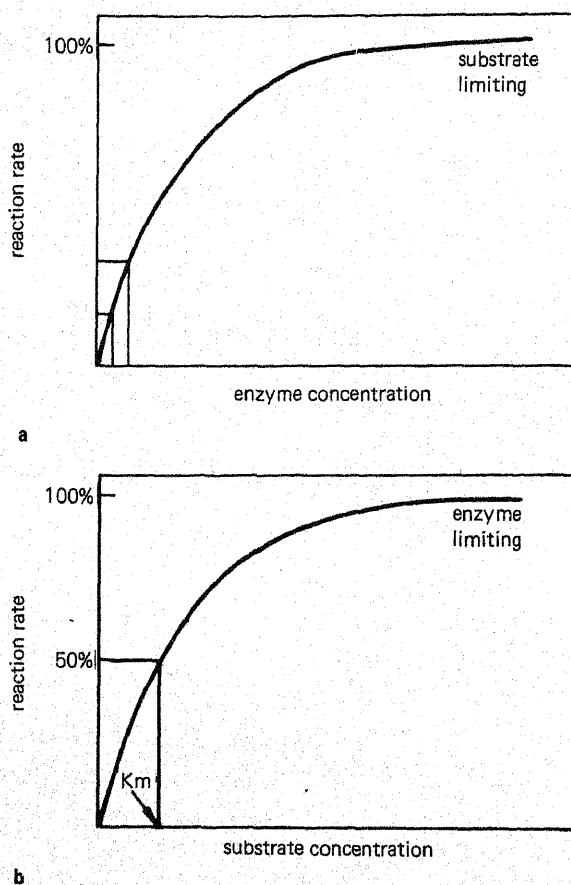 100%
substrate
limiting
reaction rate
enzyme concentration
a
100%
enzyme
limiting
50%
reaction rate
Km
substrate concentration
b